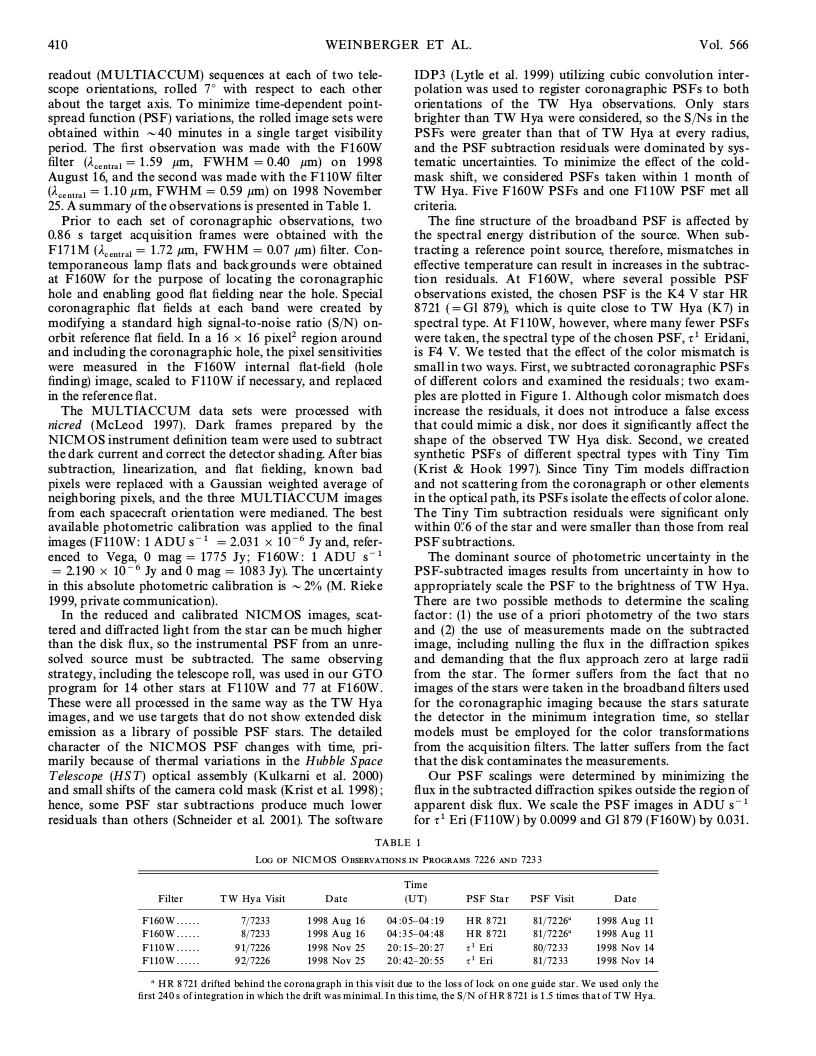 410
WEINBERGER ET AL.
Vol. 566
readout (MULTIACCUM) sequences at each of two tele-
scope orientations, rolled 7° with respect to each other
about the target axis. To minimize time-dependent point-
spread function (PSF) variations, the rolled image sets were
obtained within ~40 minutes in a single target visibility
period. The first observation was made with the F160W
filter (λcentral = 1.59 μm, FWHM = 0.40 μm) on 1998
August 16, and the second was made with the F110W filter
(λcentral = 1.10 μm, FWHM = 0.59 μm) on 1998 November
25. A summary of the observations is presented in Table 1.
Prior to each set of coronagraphic observations, two
0.86 s target acquisition frames were obtained with the
F171M (λcentral = 1.72 μm, FWHM = 0.07 μm) filter. Con-
temporaneous lamp flats and backgrounds were obtained
at F160W for the purpose of locating the coronagraphic
hole and enabling good flat fielding near the hole. Special
coronagraphic flat fields at each band were created by
modifying a standard high signal-to-noise ratio (S/N) on-
orbit reference flat field. In a 16 × 16 pixel² region around
and including the coronagraphic hole, the pixel sensitivities
were measured in the F160W internal flat-field (hole
finding) image, scaled to F110W if necessary, and replaced
in the reference flat.
The MULTIACCUM data sets were processed with
nicred (McLeod 1997). Dark frames prepared by the
NICMOS instrument definition team were used to subtract
the dark current and correct the detector shading. After bias
subtraction, linearization, and flat fielding, known bad
pixels were replaced with a Gaussian weighted average of
neighboring pixels, and the three MULTIACCUM images
from each spacecraft orientation were medianed. The best
available photometric calibration was applied to the final
images (F110W: 1 ADU s⁻¹ = 2.031 × 10⁻⁶ Jy and, refer-
enced to Vega, 0 mag = 1775 Jy; F160W: 1 ADU s⁻¹
= 2.190 × 10⁻⁶ Jy and 0 mag = 1083 Jy). The uncertainty
in this absolute photometric calibration is ~2% (M. Rieke
1999, private communication).
In the reduced and calibrated NICMOS images, scat-
tered and diffracted light from the star can be much higher
than the disk flux, so the instrumental PSF from an unre-
solved source must be subtracted. The same observing
strategy, including the telescope roll, was used in our GTO
program for 14 other stars at F110W and 77 at F160W.
These were all processed in the same way as the TW Hya
images, and we use targets that do not show extended disk
emission as a library of possible PSF stars. The detailed
character of the NICMOS PSF changes with time, pri-
marily because of thermal variations in the Hubble Space
Telescope (HST) optical assembly (Kulkarni et al. 2000)
and small shifts of the camera cold mask (Krist et al. 1998);
hence, some PSF star subtractions produce much lower
residuals than others (Schneider et al. 2001). The software
IDP3 (Lytle et al. 1999) utilizing cubic convolution inter-
polation was used to register coronagraphic PSFs to both
orientations of the TW Hya observations. Only stars
brighter than TW Hya were considered, so the S/Ns in the
PSFs were greater than that of TW Hya at every radius,
and the PSF subtraction residuals were dominated by sys-
tematic uncertainties. To minimize the effect of the cold-
mask shift, we considered PSFs taken within 1 month of
TW Hya. Five F160W PSFs and one F110W PSF met all
criteria.
The fine structure of the broadband PSF is affected by
the spectral energy distribution of the source. When sub-
tracting a reference point source, therefore, mismatches in
effective temperature can result in increases in the subtrac-
tion residuals. At F160W, where several possible PSF
observations existed, the chosen PSF is the K4 V star HR
8721 (=Gl 879), which is quite close to TW Hya (K7) in
spectral type. At F110W, however, where many fewer PSFs
were taken, the spectral type of the chosen PSF, τ¹ Eridani,
is F4 V. We tested that the effect of the color mismatch is
small in two ways. First, we subtracted coronagraphic PSFs
of different colors and examined the residuals; two exam-
ples are plotted in Figure 1. Although color mismatch does
increase the residuals, it does not introduce a false excess
that could mimic a disk, nor does it significantly affect the
shape of the observed TW Hya disk. Second, we created
synthetic PSFs of different spectral types with Tiny Tim
(Krist & Hook 1997). Since Tiny Tim models diffraction
and not scattering from the coronagraph or other elements
in the optical path, its PSFs isolate the effects of color alone.
The Tiny Tim subtraction residuals were significant only
within 0″.6 of the star and were smaller than those from real
PSF subtractions.
The dominant source of photometric uncertainty in the
PSF-subtracted images results from uncertainty in how to
appropriately scale the PSF to the brightness of TW Hya.
There are two possible methods to determine the scaling
factor: (1) the use of a priori photometry of the two stars
and (2) the use of measurements made on the subtracted
image, including nulling the flux in the diffraction spikes
and demanding that the flux approach zero at large radii
from the star. The former suffers from the fact that no
images of the stars were taken in the broadband filters used
for the coronagraphic imaging because the stars saturate
the detector in the minimum integration time, so stellar
models must be employed for the color transformations
from the acquisition filters. The latter suffers from the fact
that the disk contaminates the measurements.
Our PSF scalings were determined by minimizing the
flux in the subtracted diffraction spikes outside the region of
apparent disk flux. We scale the PSF images in ADU s⁻¹
for τ¹ Eri (F110W) by 0.0099 and Gl 879 (F160W) by 0.031.
TABLE 1
LOG OF NICMOS OBSERVATIONS IN PROGRAMS 7226 AND 7233
Filter TW Hya Visit Date Time (UT) PSF Star PSF Visit Date
F160W...... 7/7233 1998 Aug 16 04:05–04:19 HR 8721 81/7226ᵃ 1998 Aug 11
F160W...... 8/7233 1998 Aug 16 04:35–04:48 HR 8721 81/7226ᵃ 1998 Aug 11
F110W...... 91/7226 1998 Nov 25 20:15–20:27 τ¹ Eri 80/7233 1998 Nov 14
F110W...... 92/7226 1998 Nov 25 20:42–20:55 τ¹ Eri 81/7233 1998 Nov 14
ᵃ HR 8721 drifted behind the coronagraph in this visit due to the loss of lock on one guide star. We used only the
first 240 s of integration in which the drift was minimal. In this time, the S/N of HR 8721 is 1.5 times that of TW Hya.